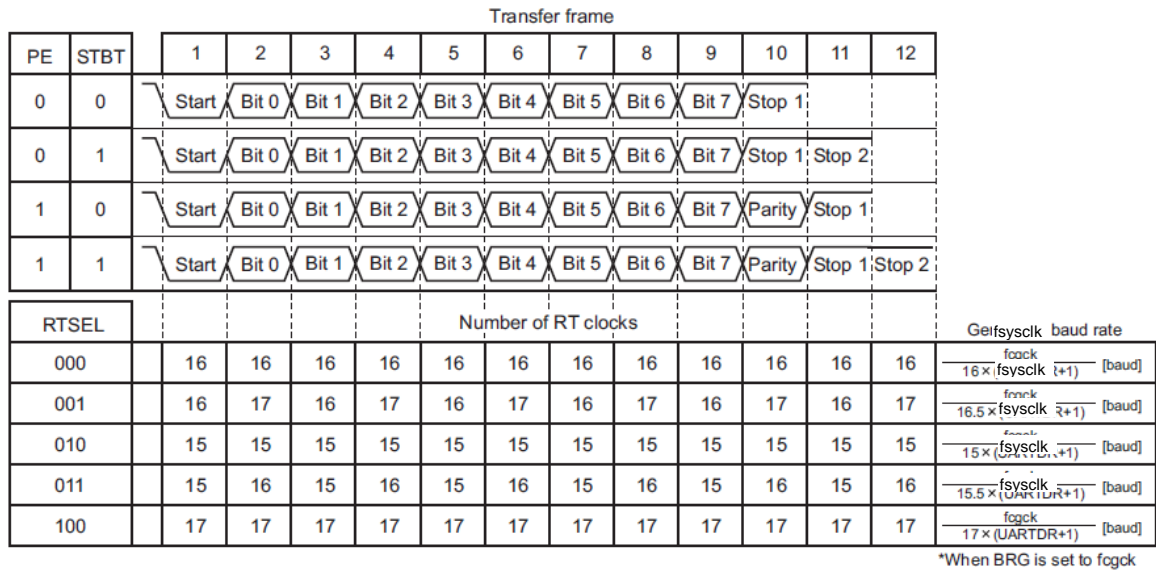 Transfer frame
PE STBT 1 2 3 4 5 6 7 8 9 10 11 12
0 0 Start Bit 0 Bit 1 Bit 2 Bit 3 Bit 4 Bit 5 Bit 6 Bit 7 Stop 1
0 1 Start Bit 0 Bit 1 Bit 2 Bit 3 Bit 4 Bit 5 Bit 6 Bit 7 Stop 1 Stop 2
1 0 Start Bit 0 Bit 1 Bit 2 Bit 3 Bit 4 Bit 5 Bit 6 Bit 7 Parity Stop 1
1 1 Start Bit 0 Bit 1 Bit 2 Bit 3 Bit 4 Bit 5 Bit 6 Bit 7 Parity Stop 1 Stop 2
RTSEL Number of RT clocks fsysclk baud rate
000 16 16 16 16 16 16 16 16 16 16 16 16 fcgck
16×( fsysclk R+1) [baud]
001 16 17 16 17 16 17 16 17 16 17 16 17
16.5×( fsysclk R+1) [baud]
010 15 15 15 15 15 15 15 15 15 15 15 15 fsysclk
15×(UARTDR+1) [baud]
011 15 16 15 16 15 16 15 16 15 16 15 16 fsysclk
15.5×(UARTDR+1) [baud]
100 17 17 17 17 17 17 17 17 17 17 17 17 fcgck
17×(UARTDR+1) [baud]
*When BRG is set to fcgck